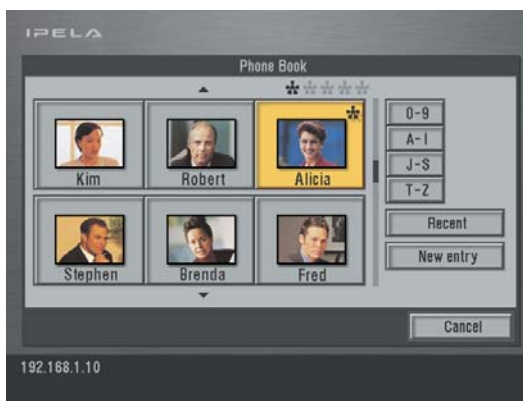 IPELA
Phone Book
Kim Robert Alicia
Stephen Brenda Fred
0-9
A-I
J-S
T-Z
Recent
New entry
Cancel
192.168.1.10